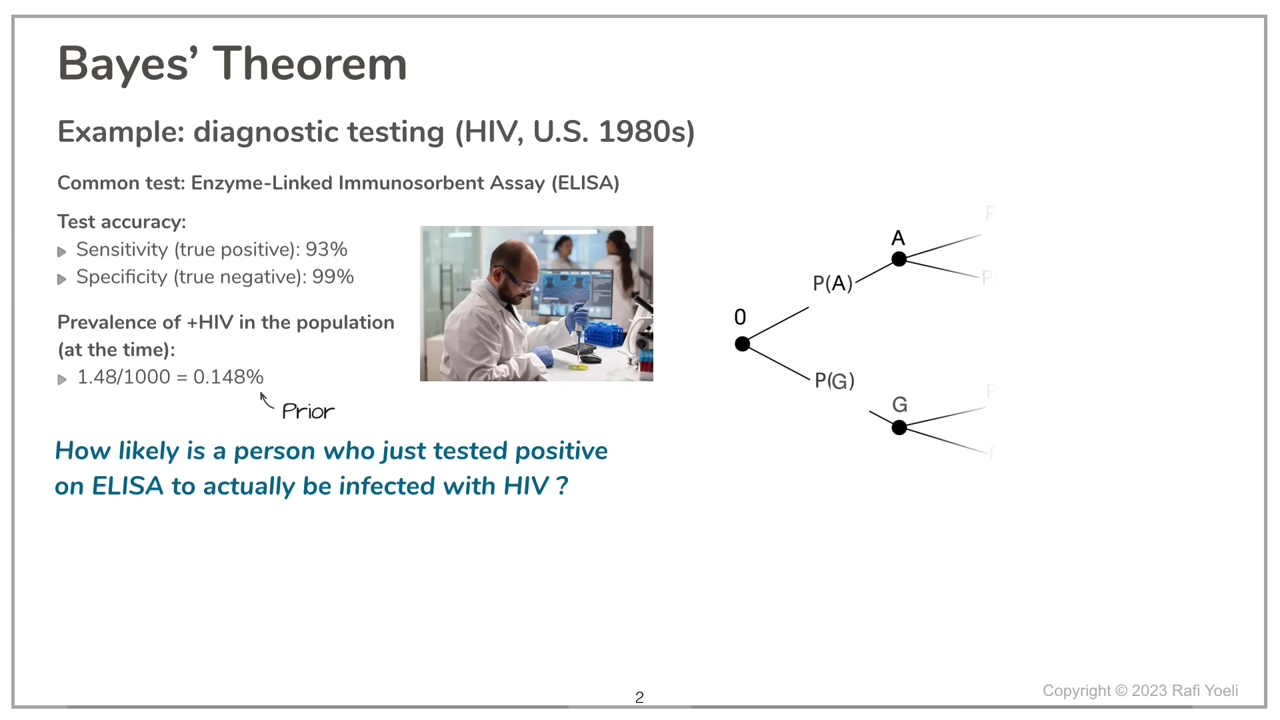 Bayes’ Theorem
Example: diagnostic testing (HIV, U.S. 1980s)
Common test: Enzyme-Linked Immunosorbent Assay (ELISA)
Test accuracy:
Sensitivity (true positive): 93%
Specificity (true negative): 99%
Prevalence of +HIV in the population
(at the time):
1.48/1000 = 0.148%
Prior
How likely is a person who just tested positive
on ELISA to actually be infected with HIV ?
P
A
P(A)
P
0
P(G)
P
G
2
Copyright © 2023 Rafi Yoeli